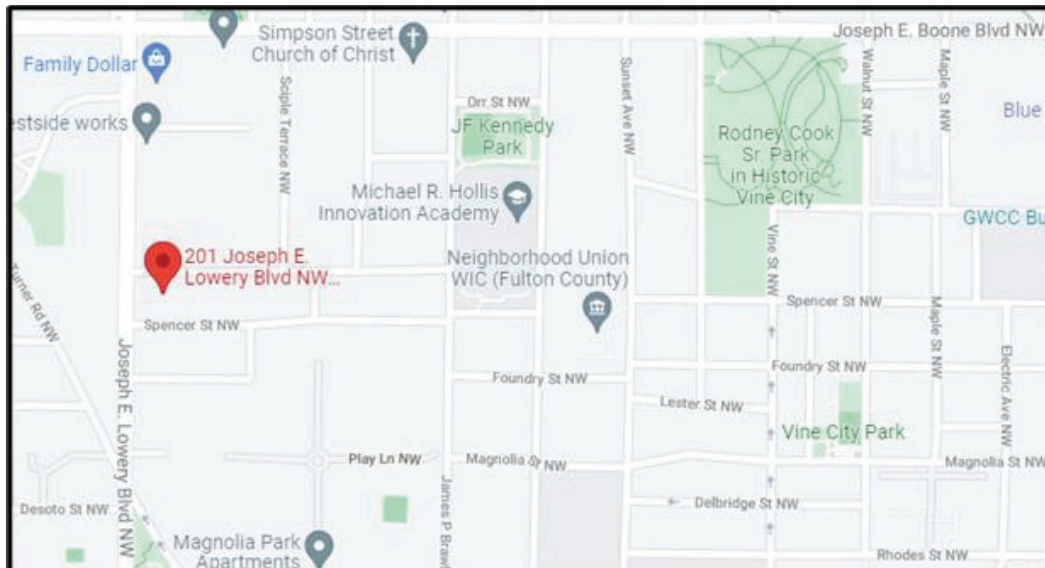 Simpson Street
Church of Christ
Joseph E. Boone Blvd NW
Family Dollar
Sciple Terrace NW
Sunset Ave NW
Walnut St NW
Maple St NW
Orr St NW
Blue
estside works
JF Kennedy
Park
Rodney Cook
Sr. Park
in Historic
Vine City
Michael R. Hollis
Innovation Academy
GWCC Bu
201 Joseph E.
Lowery Blvd NW...
Neighborhood Union
WIC (Fulton County)
Vine St NW
Turner Rd NW
Spencer St NW
Spencer St NW
Maple St NW
Joseph E. Lowery Blvd NW
Foundry St NW
Foundry St NW
Electric Ave NW
Lester St NW
Vine City Park
Play Ln NW
Magnolia St NW
Magnolia St NW
James P Brawl
Delbridge St NW
Desoto St NW
Magnolia Park
Apartments
Rhodes St NW